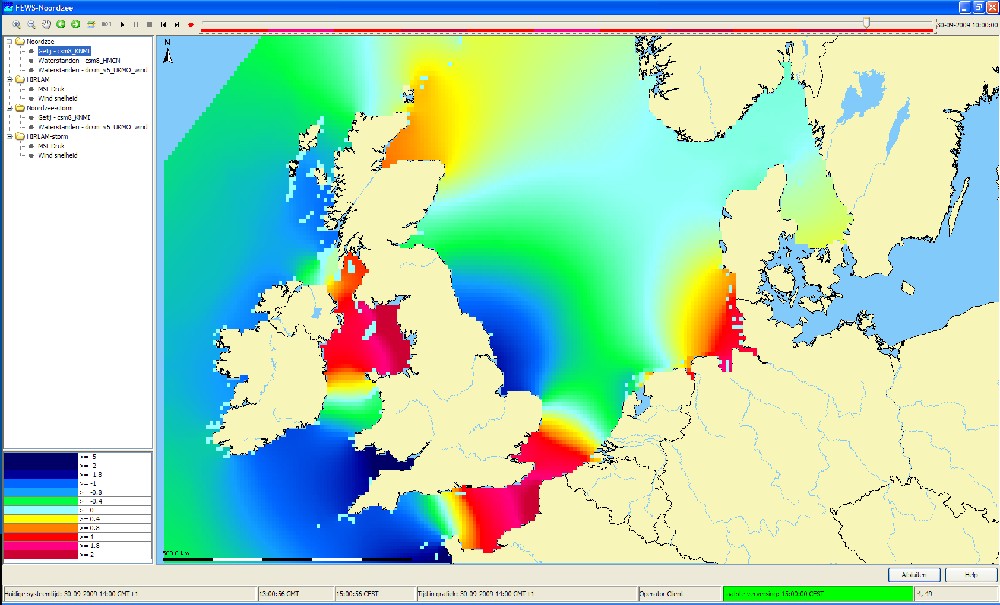 FEWS-Noordzee
0.1
30-09-2009 10:00:00
Noordzee
Getij - csm8_KNMI
Waterstanden - csm8_HMCN
Waterstanden - dcsm_v6_UKMO_wind
HIRLAM
MSL Druk
Wind snelheid
Noordzee-storm
Getij - csm8_KNMI
Waterstanden - dcsm_v6_UKMO_wind
HIRLAM-storm
MSL Druk
Wind snelheid
>= -5
>= -2
>= -1.8
>= -1
>= -0.8
>= -0.4
>= 0
>= 0.4
>= 0.8
>= 1
>= 1.8
>= 2
N
500.0 km
Afsluiten Help
Huidige systeemtijd: 30-09-2009 14:00 GMT+1 13:00:56 GMT 15:00:56 CEST Tijd in grafiek: 30-09-2009 14:00 GMT+1 Operator Client Laatste verversing: 15:00:00 CEST -4, 49